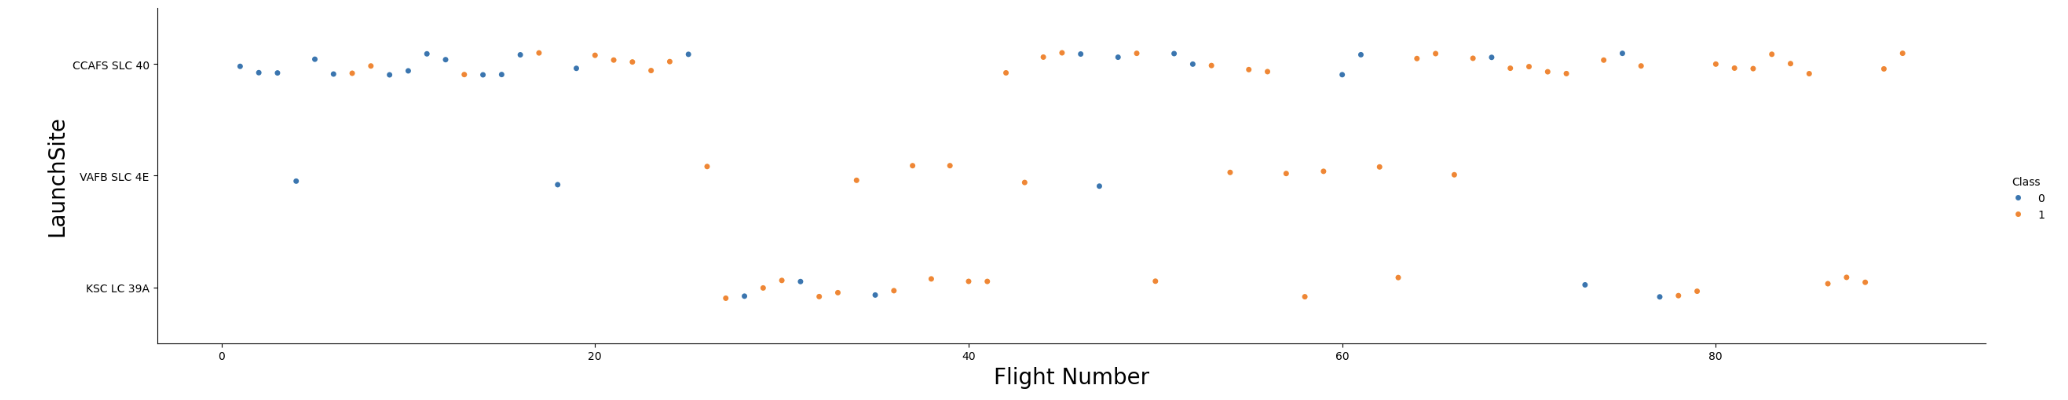 CCAFS SLC 40
VAFB SLC 4E
KSC LC 39A
LaunchSite
0 20 40 60 80
Flight Number
Class
0
1